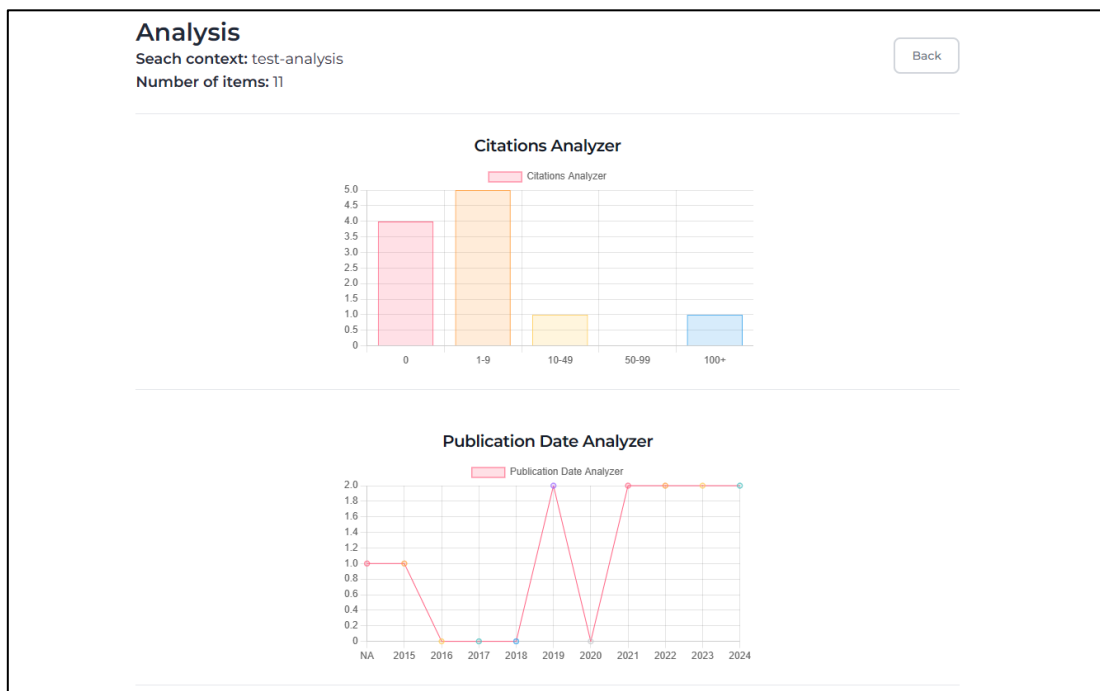 Analysis
Seach context: test-analysis
Number of items: 11
Back
Citations Analyzer
Citations Analyzer
5.0
4.5
4.0
3.5
3.0
2.5
2.0
1.5
1.0
0.5
0
0 1-9 10-49 50-99 100+
Publication Date Analyzer
Publication Date Analyzer
2.0
1.8
1.6
1.4
1.2
1.0
0.8
0.6
0.4
0.2
0
NA 2015 2016 2017 2018 2019 2020 2021 2022 2023 2024